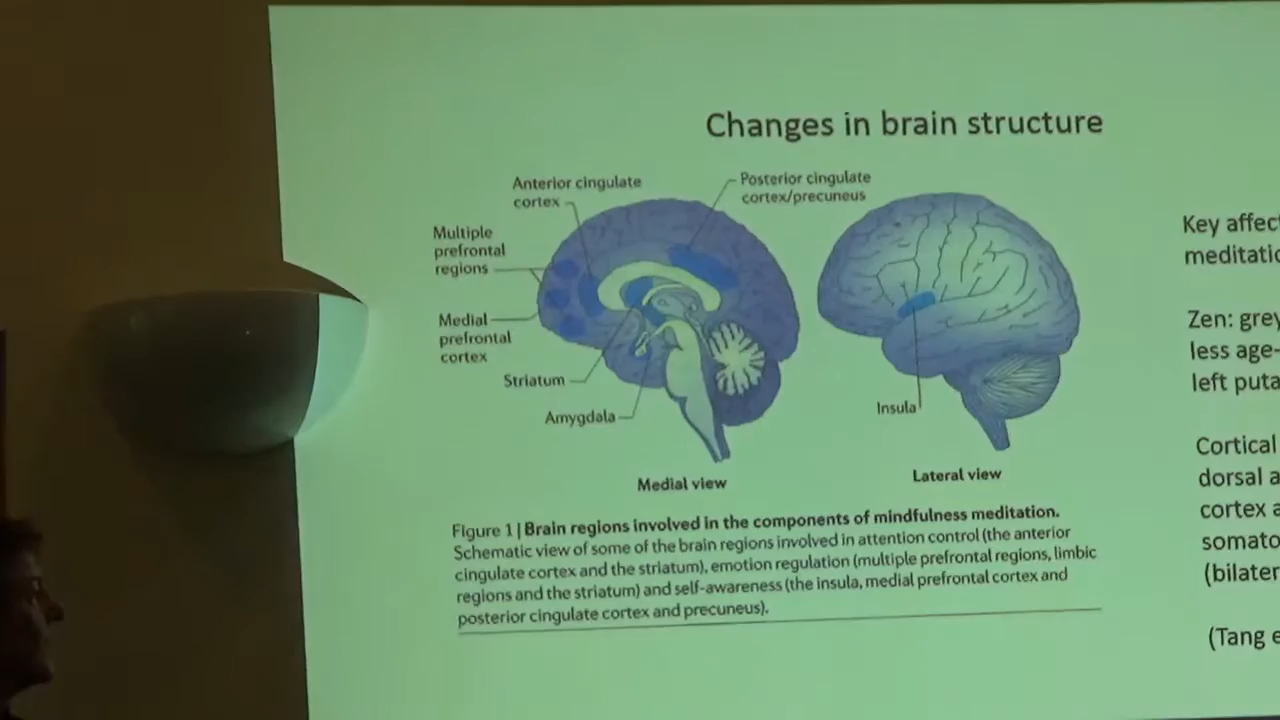 Changes in brain structure
Anterior cingulate
cortex
Posterior cingulate
cortex/precuneus
Multiple
prefrontal
regions
Medial
prefrontal
cortex
Striatum
Amygdala
Insula
Medial view
Lateral view
Figure 1 | Brain regions involved in the components of mindfulness meditation.
Schematic view of some of the brain regions involved in attention control (the anterior
cingulate cortex and the striatum), emotion regulation (multiple prefrontal regions, limbic
regions and the striatum) and self-awareness (the insula, medial prefrontal cortex and
posterior cingulate cortex and precuneus).
Key affec
meditatio
Zen: grey
less age-
left puta
Cortical
dorsal a
cortex a
somato
(bilater
(Tang e